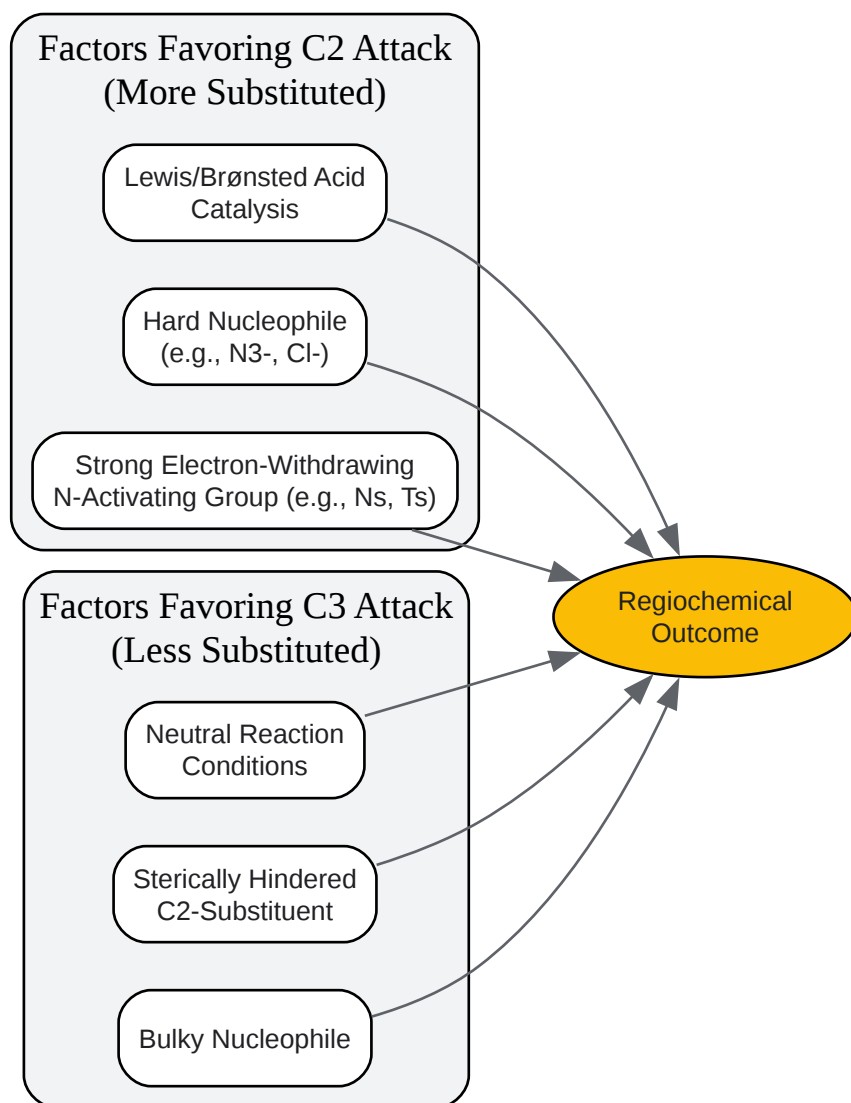 Factors Favoring C2 Attack
(More Substituted)
Lewis/Brønsted Acid
Catalysis
Hard Nucleophile
(e.g., N3-, Cl-)
Strong Electron-Withdrawing
N-Activating Group (e.g., Ns, Ts)
Factors Favoring C3 Attack
(Less Substituted)
Neutral Reaction
Conditions
Sterically Hindered
C2-Substituent
Bulky Nucleophile
Regiochemical
Outcome